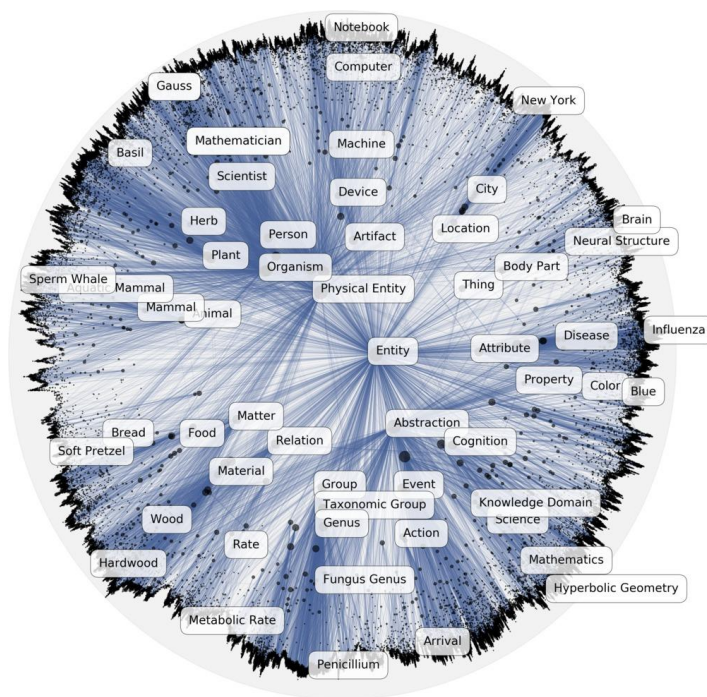 Notebook
Computer
Gauss
New York
Mathematician
Machine
Basil
Scientist
Device
City
Herb
Brain
Person
Artifact
Location
Neural Structure
Plant
Organism
Body Part
Sperm Whale
Thing
Aquatic Mammal
Physical Entity
Mammal
Animal
Influenza
Disease
Entity
Attribute
Property
Color
Blue
Matter
Abstraction
Bread
Food
Relation
Cognition
Soft Pretzel
Material
Group
Event
Taxonomic Group
Knowledge Domain
Wood
Genus
Science
Rate
Action
Hardwood
Mathematics
Fungus Genus
Hyperbolic Geometry
Metabolic Rate
Arrival
Penicillium